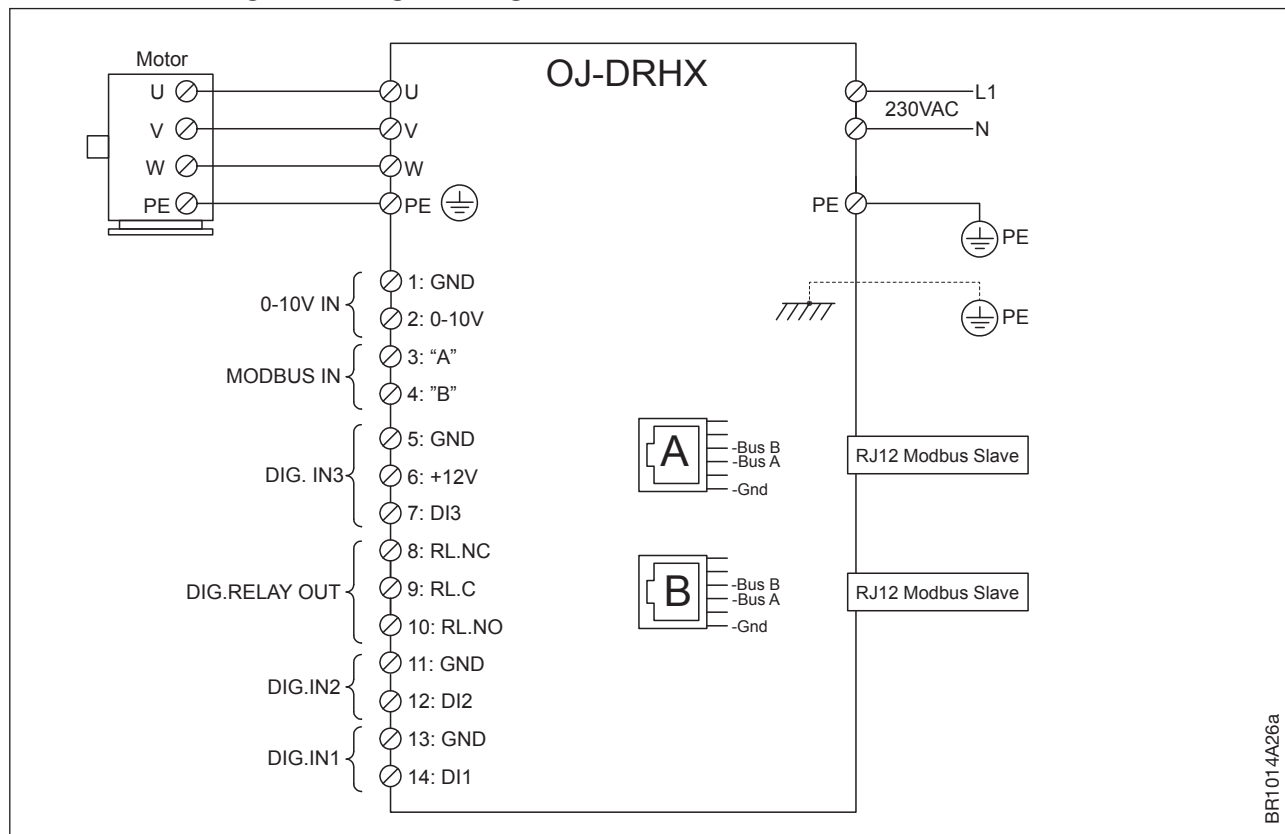 OJ-DRHX
Motor
U
V
W
PE
U
V
W
PE
L1
230VAC
N
PE
PE
PE
0-10V IN
1: GND
2: 0-10V
MODBUS IN
3: “A”
4: ”B”
DIG. IN3
5: GND
6: +12V
7: DI3
DIG.RELAY OUT
8: RL.NC
9: RL.C
10: RL.NO
DIG.IN2
11: GND
12: DI2
DIG.IN1
13: GND
14: DI1
A
-Bus B
-Bus A
-Gnd
RJ12 Modbus Slave
B
-Bus B
-Bus A
-Gnd
RJ12 Modbus Slave
BR1014A26a